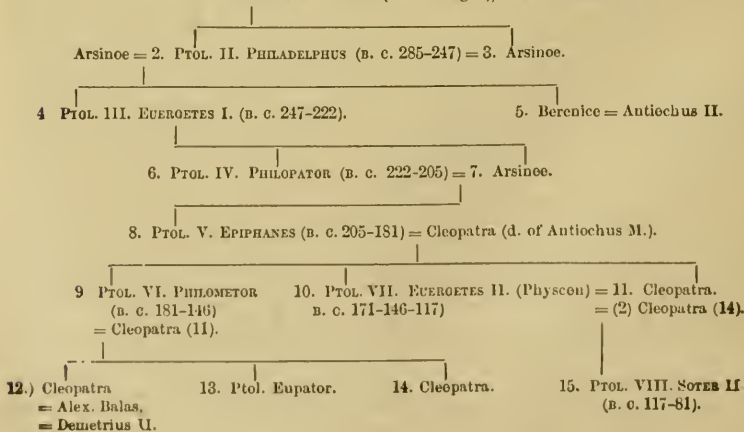 Arsinoe = 2. PTOL. II. PHILADELPHUS (B. C. 285-247) = 3. Arsinoe.
4 PTOL. III. EUERGETES I. (B. C. 247-222). 5. Berenice = Antiochus II.
6. PTOL. IV. PHILOPATOR (B. C. 222-205) = 7. Arsinoe.
8. PTOL. V. EPIPHANES (B. C. 205-181) = Cleopatra (d. of Antiochus M.).
9 PTOL. VI. PHILOMETOR 10. PTOL. VII. EUERGETES II. (Physcon) = 11. Cleopatra.
(B. C. 181-146) B. C. 171-146-117) = (2) Cleopatra (14).
= Cleopatra (11).
12.) Cleopatra 13. Ptol. Eupator. 14. Cleopatra. 15. PTOL. VIII. SOTER II
= Alex. Balas, (B. C. 117-81).
= Demetrius II.